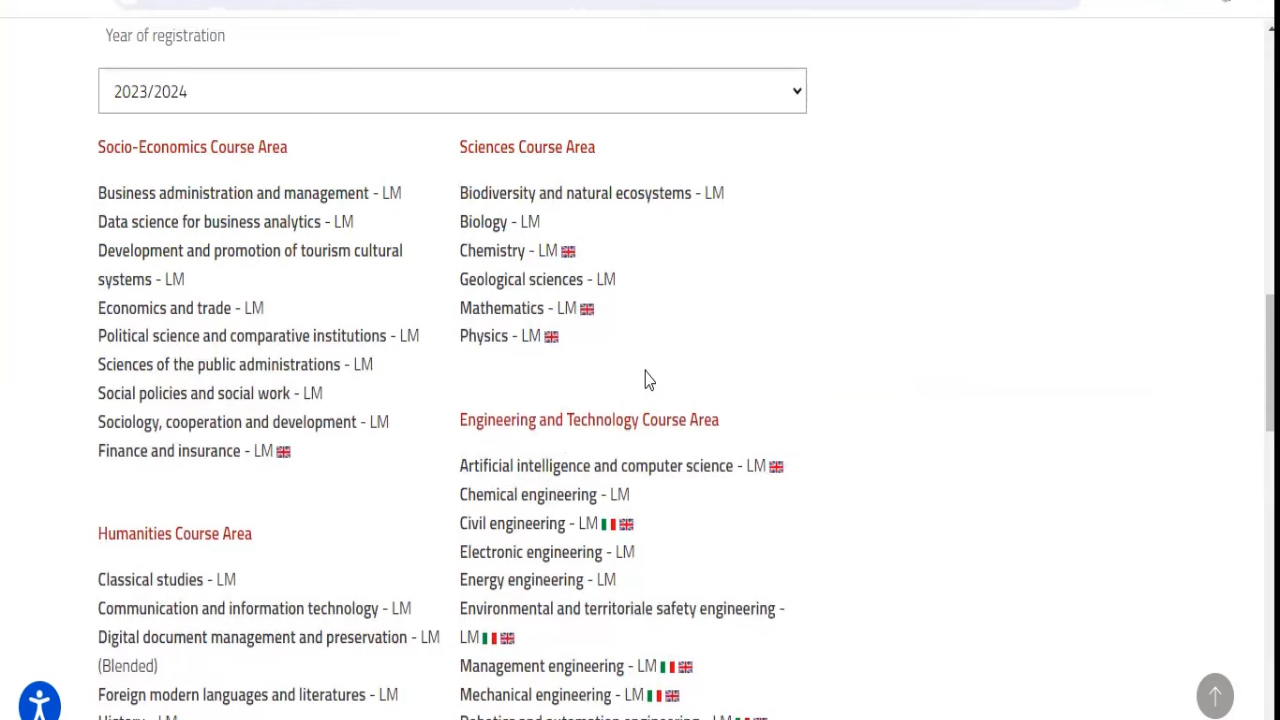 Year of registration
2023/2024
Socio-Economics Course Area
Business administration and management - LM
Data science for business analytics - LM
Development and promotion of tourism cultural
systems - LM
Economics and trade - LM
Political science and comparative institutions - LM
Sciences of the public administrations - LM
Social policies and social work - LM
Sociology, cooperation and development - LM
Finance and insurance - LM
Humanities Course Area
Classical studies - LM
Communication and information technology - LM
Digital document management and preservation - LM
(Blended)
Foreign modern languages and literatures - LM
History - LM
Sciences Course Area
Biodiversity and natural ecosystems - LM
Biology - LM
Chemistry - LM
Geological sciences - LM
Mathematics - LM
Physics - LM
Engineering and Technology Course Area
Artificial intelligence and computer science - LM
Chemical engineering - LM
Civil engineering - LM
Electronic engineering - LM
Energy engineering - LM
Environmental and territoriale safety engineering -
LM
Management engineering - LM
Mechanical engineering - LM
Robotics and automation engineering - LM